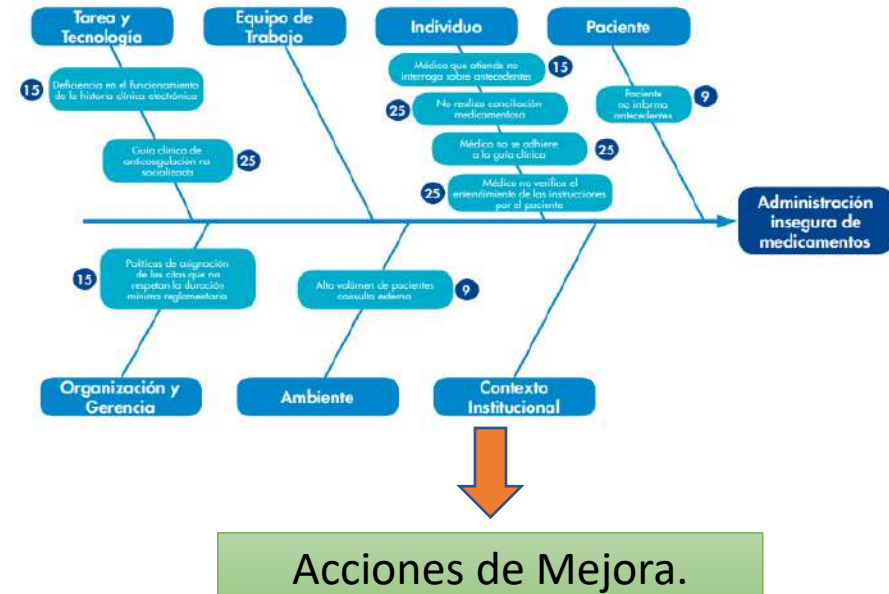 Tarea y
Tecnología
Equipo de
Trabajo
Individuo
Paciente
15
Deficiencia en el funcionamiento
de la historia clínica electrónica
Guía clínica de
anticoagulación no
socializada
25
Médico que atiende no
interroga sobre antecedentes
15
25
No realiza conciliación
medicamentosa
Médico no se adhiere
a la guía clínica
25
25
Médico no verifica el
entendimiento de las instrucciones
por el paciente
Paciente
no informa
antecedentes
9
Administración
insegura de
medicamentos
15
Políticas de asignación
de las citas que no
respetan la duración
mínima reglamentaria
Alto volúmen de pacientes
consulta externa
9
Organización y
Gerencia
Ambiente
Contexto
Institucional
Acciones de Mejora.